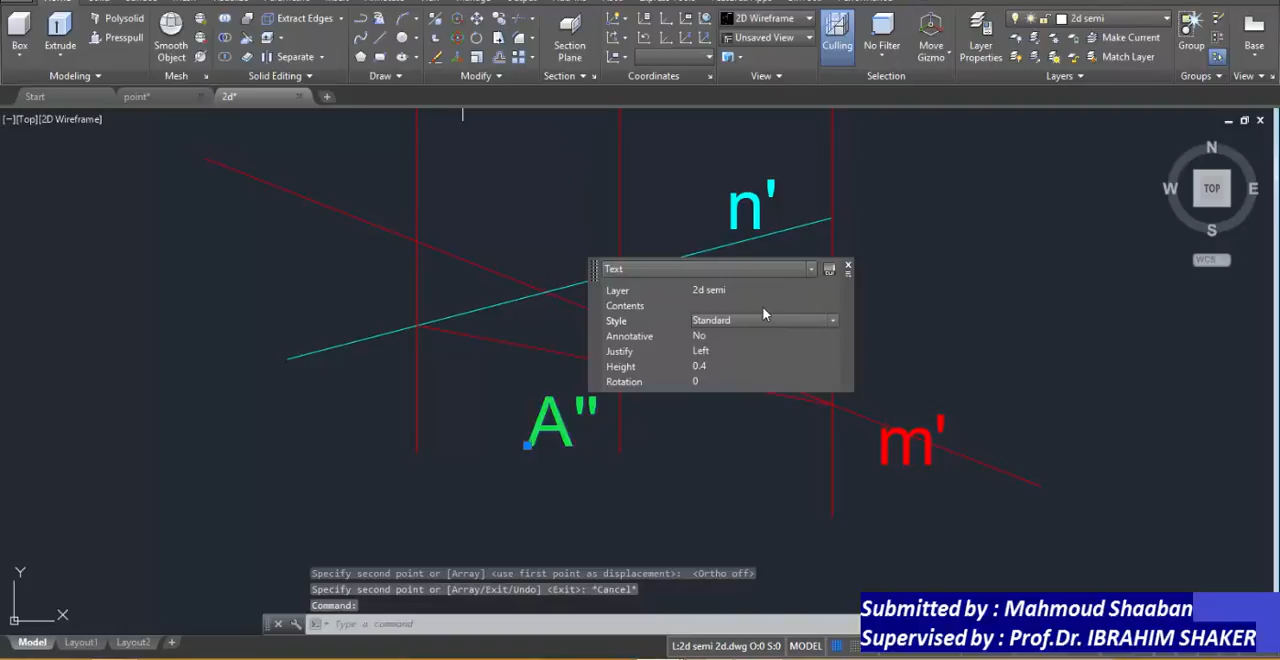 Box
Extrude
Polysolid
Presspull
Smooth Object
Extract Edges
Separate
Section Plane
2D Wireframe
Unsaved View
Culling
No Filter
Move Gizmo
Layer Properties
2d semi
Make Current
Match Layer
Group
Base
Modeling
Mesh
Solid Editing
Draw
Modify
Section
Coordinates
View
Selection
Layers
Groups
View
Start
point*
2d*
[−][Top][2D Wireframe]
N
W
TOP
E
S
WCS
n'
Text
Layer 2d semi
Contents
Style Standard
Annotative No
Justify Left
Height 0.4
Rotation 0
A"
m'
Specify second point or [Array] <use first point as displacement>: <Ortho off>
Specify second point or [Array/Exit/Undo] <Exit>: *Cancel*
Command:
Type a command
Y
X
Submitted by : Mahmoud Shaaban
Supervised by : Prof.Dr. IBRAHIM SHAKER
Model
Layout1
Layout2
L:2d semi 2d.dwg O:0 S:0
MODEL